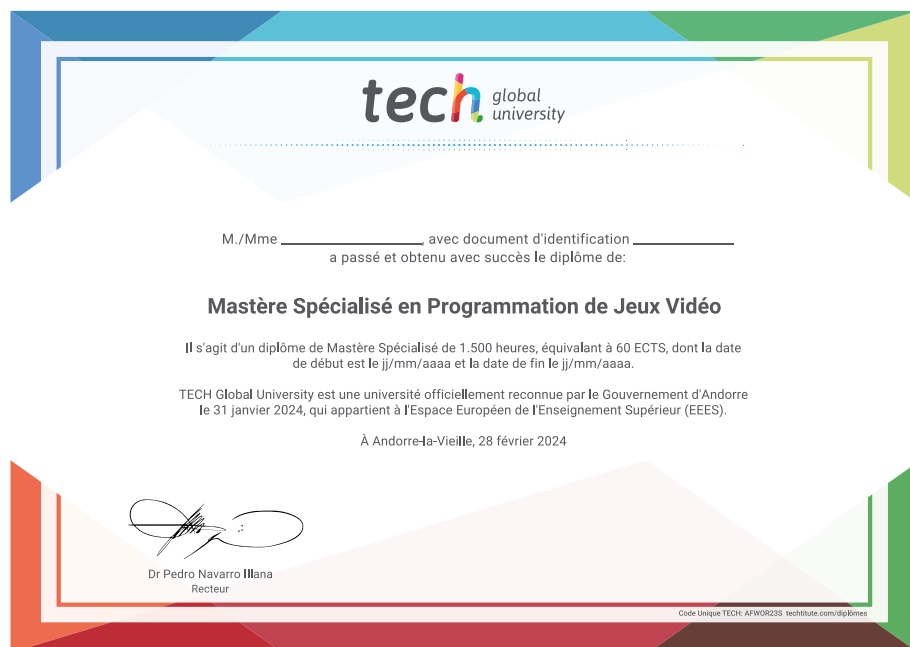 tech global university
M./Mme ____________, avec document d'identification ____________
a passé et obtenu avec succès le diplôme de:
Mastère Spécialisé en Programmation de Jeux Vidéo
Il s'agit d'un diplôme de Mastère Spécialisé de 1.500 heures, équivalant à 60 ECTS, dont la date
de début est le jj/mm/aaaa et la date de fin le jj/mm/aaaa.
TECH Global University est une université officiellement reconnue par le Gouvernement d'Andorre
le 31 janvier 2024, qui appartient à l'Espace Européen de l'Enseignement Supérieur (EEES).
À Andorre-la-Vieille, 28 février 2024
Dr Pedro Navarro Illana
Recteur
Code Unique TECH: AFWOR23S techtitute.com/diplômes